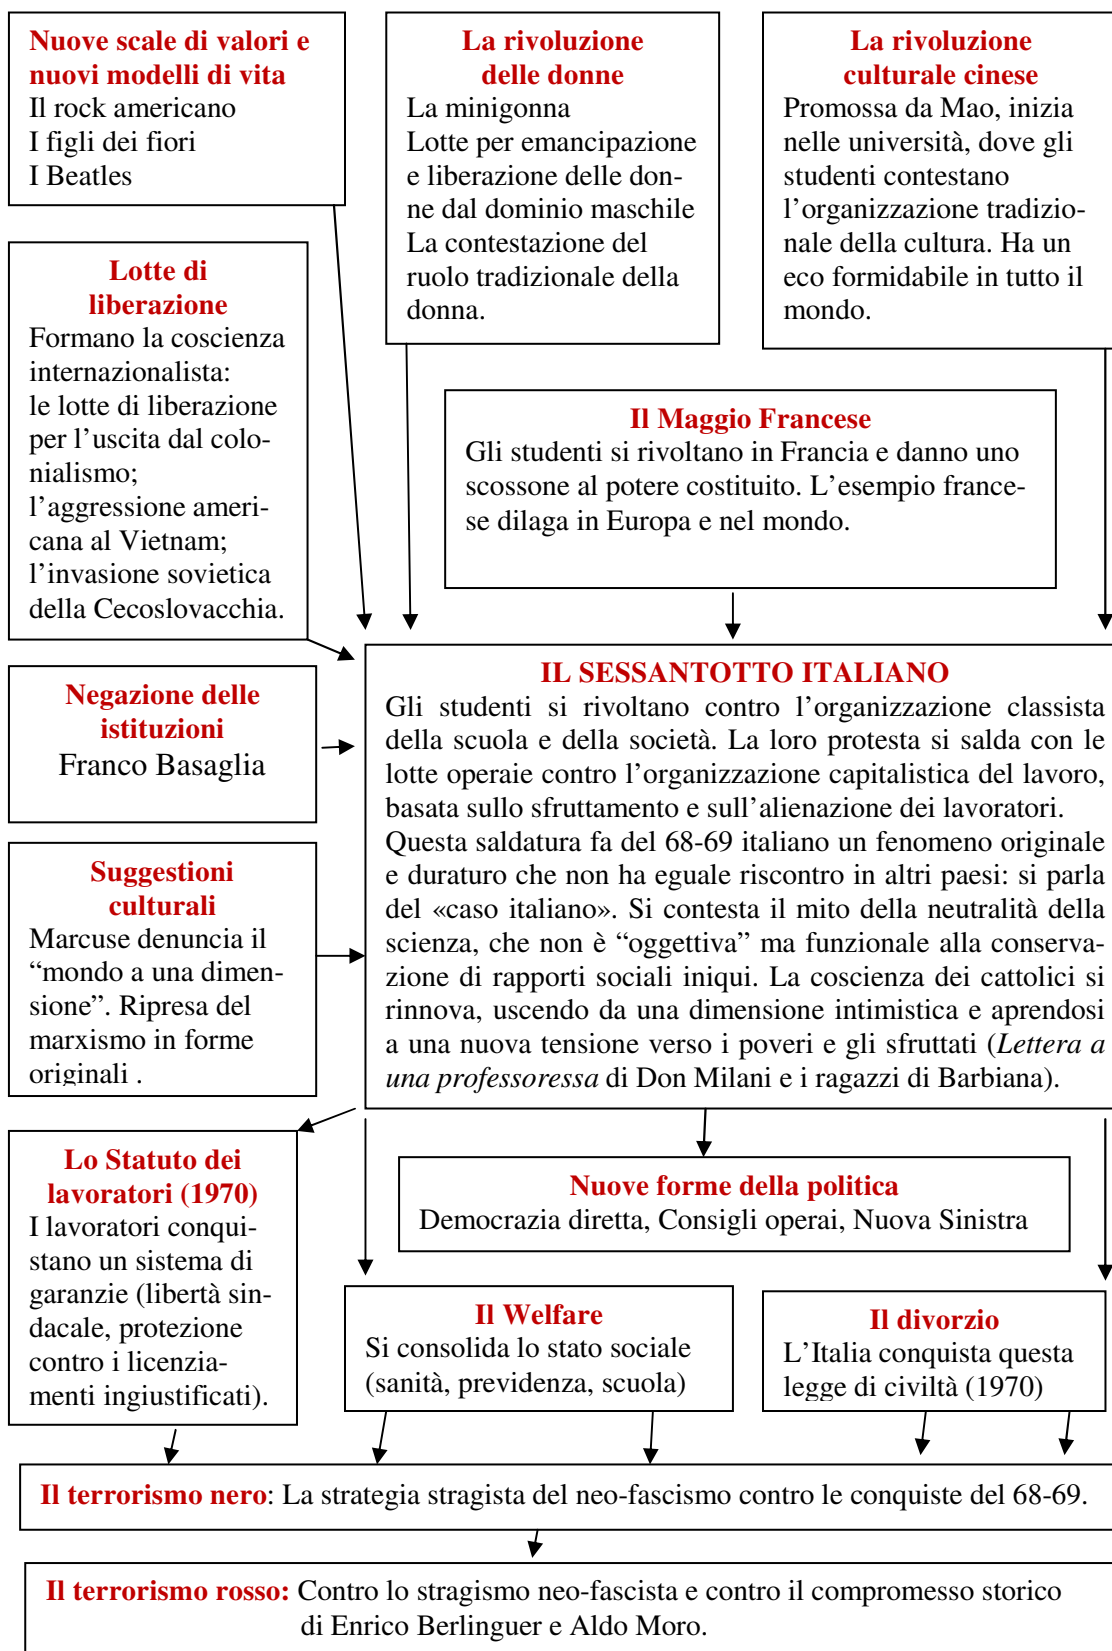 Nuove scale di valori e
nuovi modelli di vita
Il rock americano
I figli dei fiori
I Beatles
La rivoluzione
delle donne
La minigonna
Lotte per emancipazione
e liberazione delle don-
ne dal dominio maschile
La contestazione del
ruolo tradizionale della
donna.
La rivoluzione
culturale cinese
Promossa da Mao, inizia
nelle università, dove gli
studenti contestano
l’organizzazione tradizio-
nale della cultura. Ha un
eco formidabile in tutto il
mondo.
Lotte di
liberazione
Formano la coscienza
internazionalista:
le lotte di liberazione
per l’uscita dal colo-
nialismo;
l’aggressione ameri-
cana al Vietnam;
l’invasione sovietica
della Cecoslovacchia.
Il Maggio Francese
Gli studenti si rivoltano in Francia e danno uno
scossone al potere costituito. L’esempio france-
se dilaga in Europa e nel mondo.
Negazione delle
istituzioni
Franco Basaglia
IL SESSANTOTTO ITALIANO
Gli studenti si rivoltano contro l’organizzazione classista
della scuola e della società. La loro protesta si salda con le
lotte operaie contro l’organizzazione capitalistica del lavoro,
basata sullo sfruttamento e sull’alienazione dei lavoratori.
Questa saldatura fa del 68-69 italiano un fenomeno originale
e duraturo che non ha eguale riscontro in altri paesi: si parla
del «caso italiano». Si contesta il mito della neutralità della
scienza, che non è “oggettiva” ma funzionale alla conserva-
zione di rapporti sociali iniqui. La coscienza dei cattolici si
rinnova, uscendo da una dimensione intimistica e aprendosi
a una nuova tensione verso i poveri e gli sfruttati (Lettera a
una professoressa di Don Milani e i ragazzi di Barbiana).
Suggestioni
culturali
Marcuse denuncia il
“mondo a una dimen-
sione”. Ripresa del
marxismo in forme
originali .
Lo Statuto dei
lavoratori (1970)
I lavoratori conqui-
stano un sistema di
garanzie (libertà sin-
dacale, protezione
contro i licenzia-
menti ingiustificati).
Nuove forme della politica
Democrazia diretta, Consigli operai, Nuova Sinistra
Il Welfare
Si consolida lo stato sociale
(sanità, previdenza, scuola)
Il divorzio
L’Italia conquista questa
legge di civiltà (1970)
Il terrorismo nero: La strategia stragista del neo-fascismo contro le conquiste del 68-69.
Il terrorismo rosso: Contro lo stragismo neo-fascista e contro il compromesso storico
di Enrico Berlinguer e Aldo Moro.